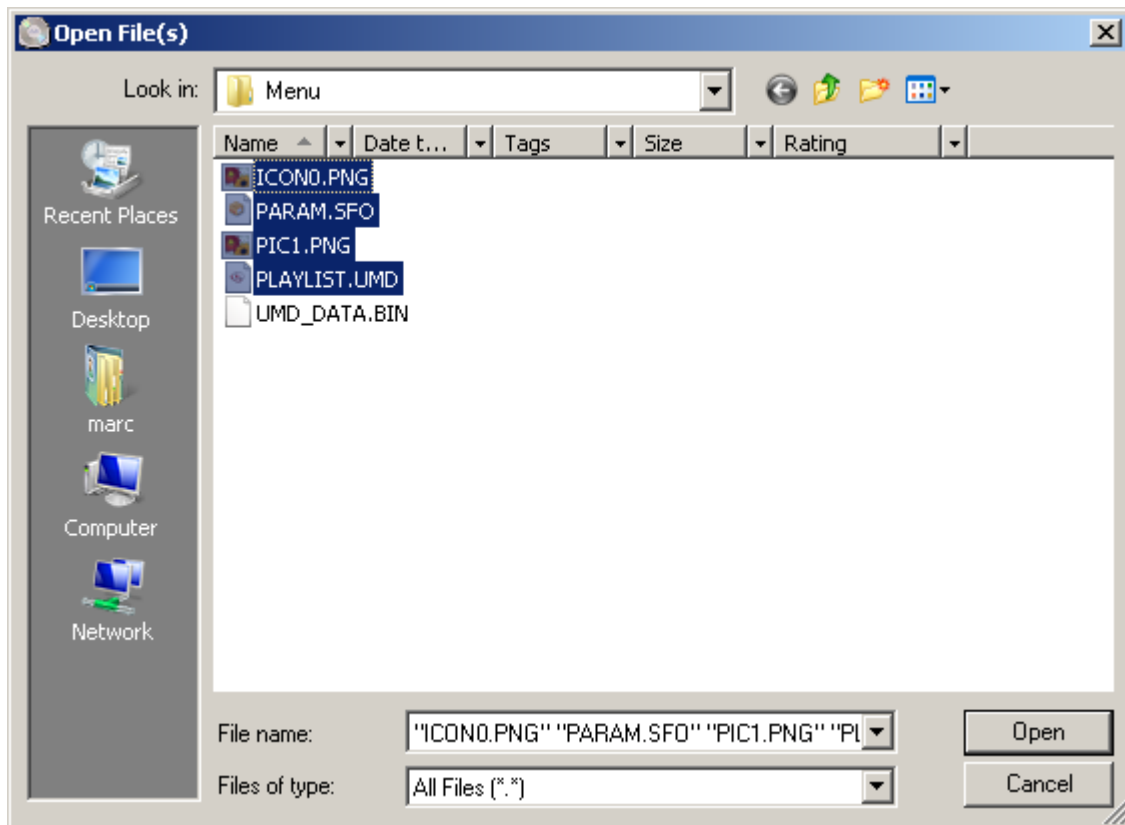 Open File(s)
Look in: Menu
Name Date t... Tags Size Rating
ICON0.PNG
PARAM.SFO
PIC1.PNG
PLAYLIST.UMD
UMD_DATA.BIN
Recent Places
Desktop
marc
Computer
Network
File name: "ICON0.PNG" "PARAM.SFO" "PIC1.PNG" "PL Open
Files of type: All Files (*.*) Cancel